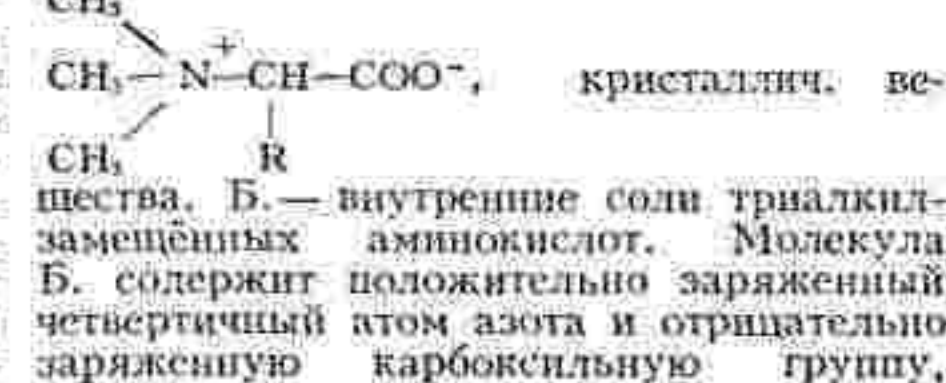 CH₃
CH₃—N⁺—CH—COO⁻, кристаллич. ве-
CH₃ R
щества. Б.— внутренние соли триалкил-
замещённых аминокислот. Молекула
Б. содержит положительно заряженный
четвертичный атом азота и отрицательно
заряженную карбоксильную группу,